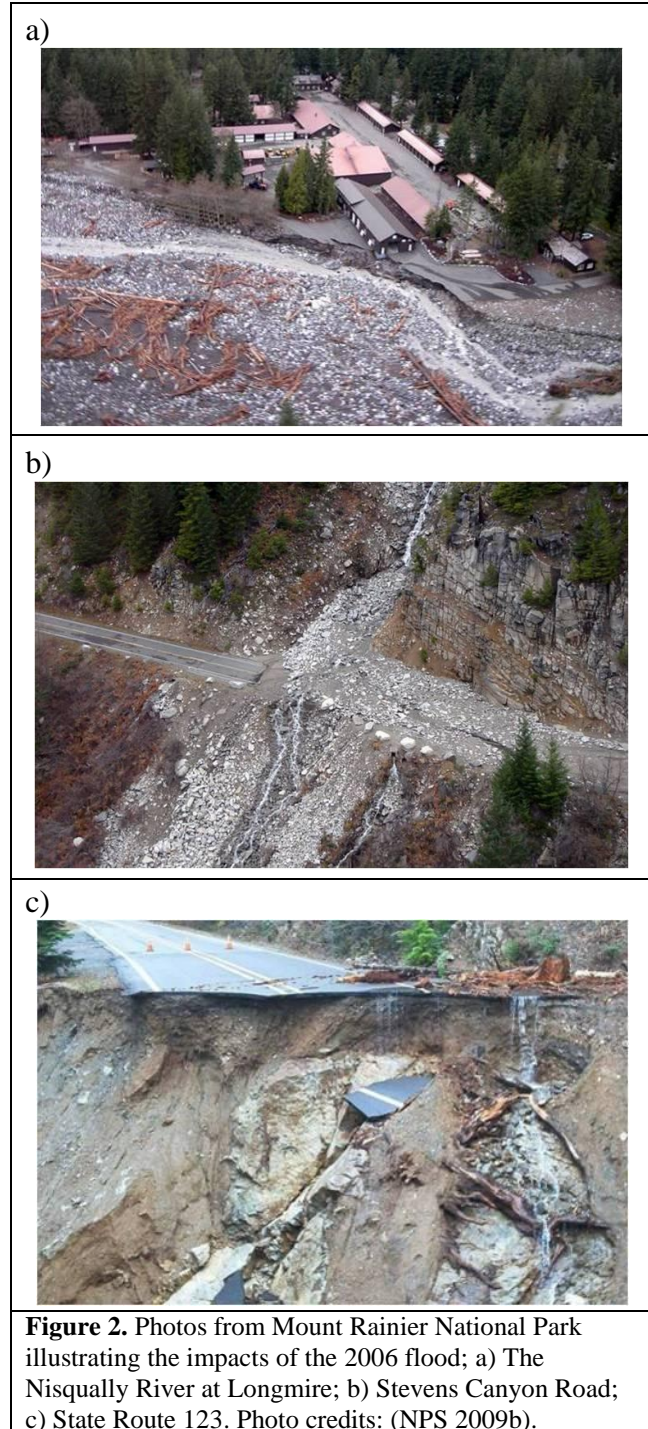 a)
b)
c)
Figure 2. Photos from Mount Rainier National Park
illustrating the impacts of the 2006 flood; a) The
Nisqually River at Longmire; b) Stevens Canyon Road;
c) State Route 123. Photo credits: (NPS 2009b).